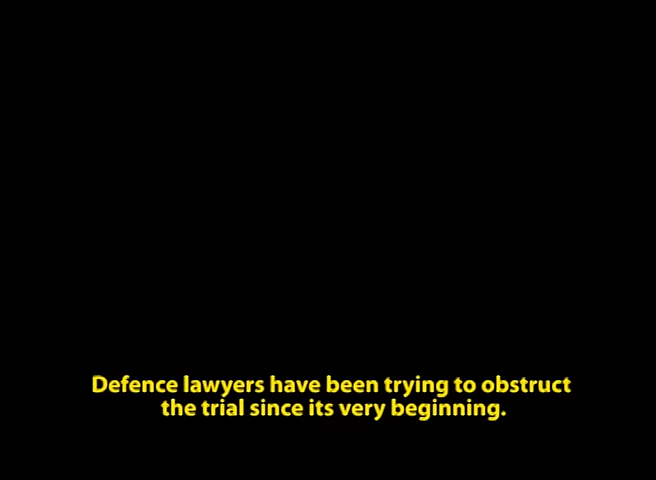 Defence lawyers have been trying to obstruct
the trial since its very beginning.